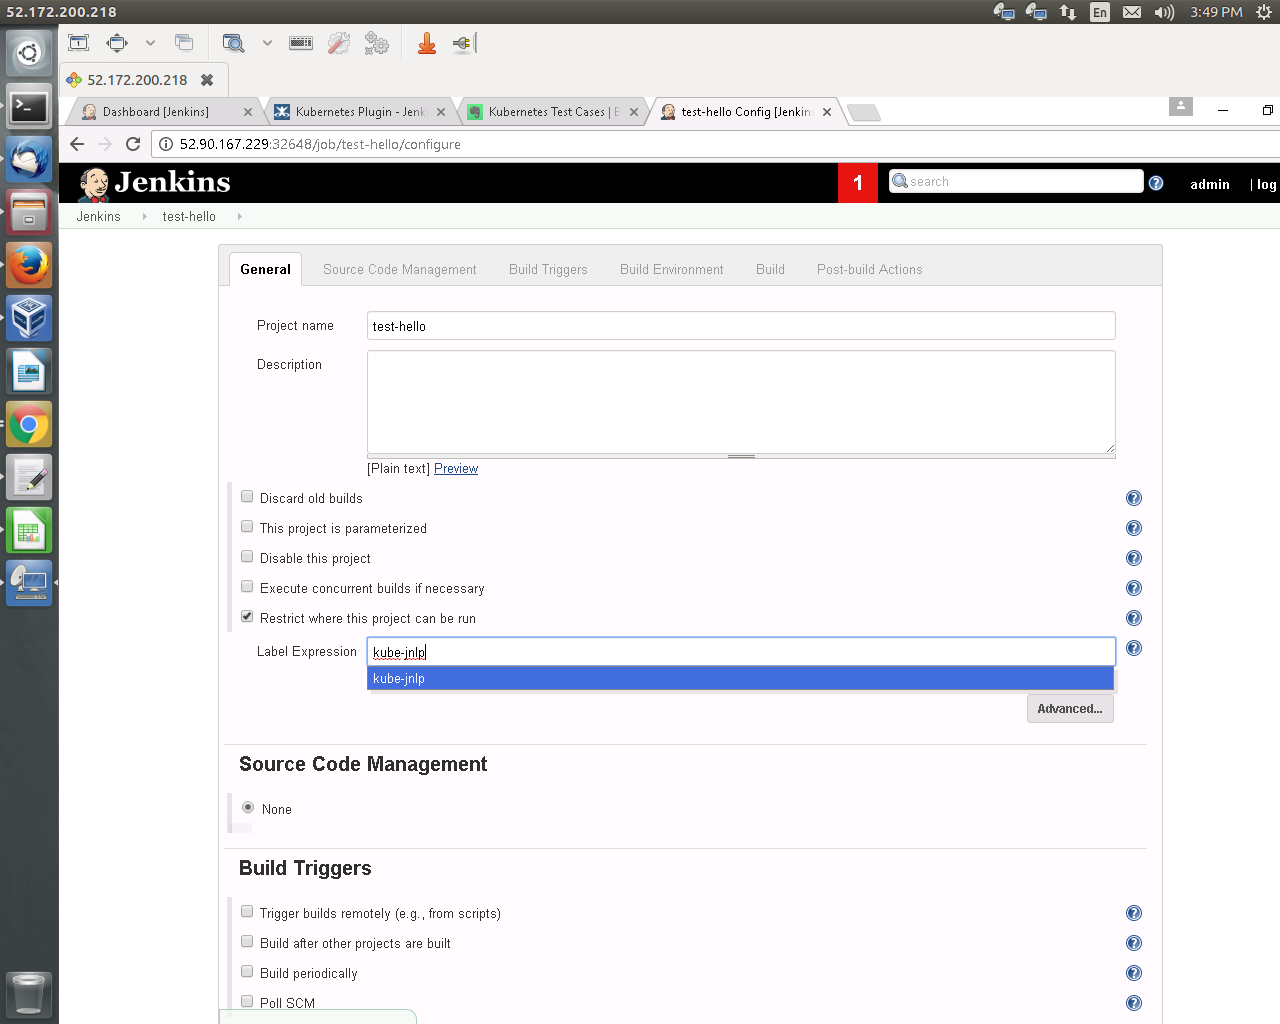 52.172.200.218
En
3:49 PM
52.172.200.218
Dashboard [Jenkins]
Kubernetes Plugin - Jenk
Kubernetes Test Cases | E
test-hello Config [Jenkins
52.90.167.229:32648/job/test-hello/configure
Jenkins
1
search
admin
| log
Jenkins
test-hello
General
Source Code Management
Build Triggers
Build Environment
Build
Post-build Actions
Project name
test-hello
Description
[Plain text] Preview
Discard old builds
This project is parameterized
Disable this project
Execute concurrent builds if necessary
Restrict where this project can be run
Label Expression
kube-jnlp
kube-jnlp
Advanced...
Source Code Management
None
Build Triggers
Trigger builds remotely (e.g., from scripts)
Build after other projects are built
Build periodically
Poll SCM